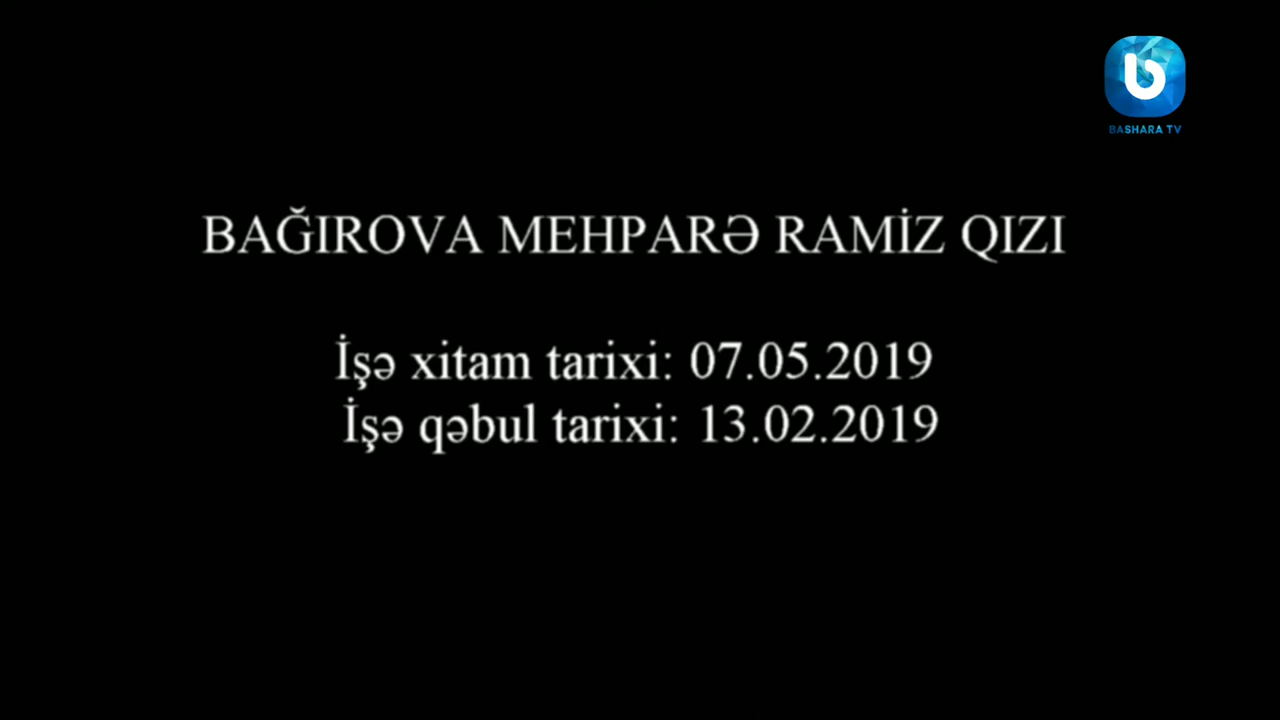 BASHARA TV
BAĞIROVA MEHPARƏ RAMİZ QIZI
İşə xitam tarixi: 07.05.2019
İşə qəbul tarixi: 13.02.2019